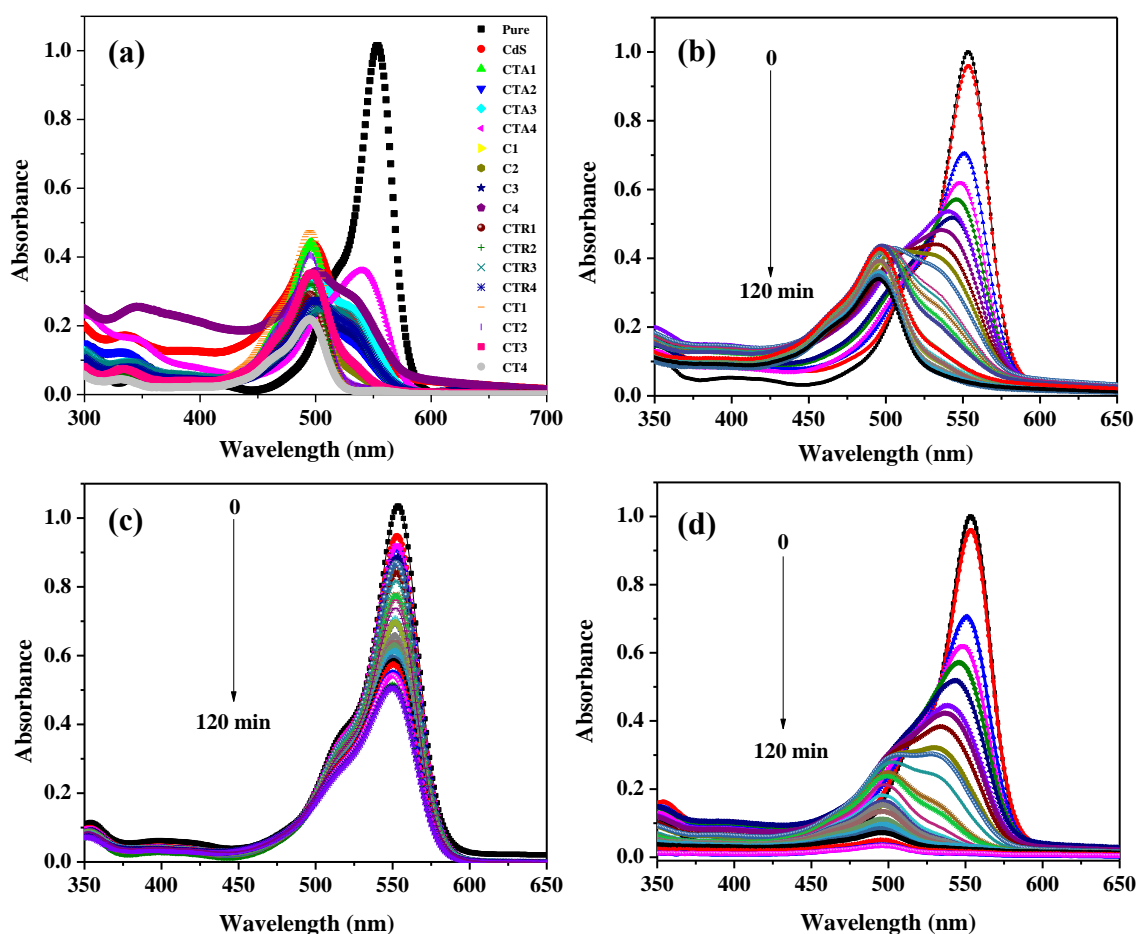 (a)
Pure
CdS
CTA1
CTA2
CTA3
CTA4
C1
C2
C3
C4
CTR1
CTR2
CTR3
CTR4
CT1
CT2
CT3
CT4
1.0
0.8
0.6
0.4
0.2
0.0
Absorbance
300 400 500 600 700
Wavelength (nm)
(b)
0
120 min
1.0
0.8
0.6
0.4
0.2
0.0
Absorbance
350 400 450 500 550 600 650
Wavelength (nm)
(c)
0
120 min
1.0
0.8
0.6
0.4
0.2
0.0
Absorbance
350 400 450 500 550 600 650
Wavelength (nm)
(d)
0
120 min
1.0
0.8
0.6
0.4
0.2
0.0
Absorbance
350 400 450 500 550 600 650
Wavelength (nm)